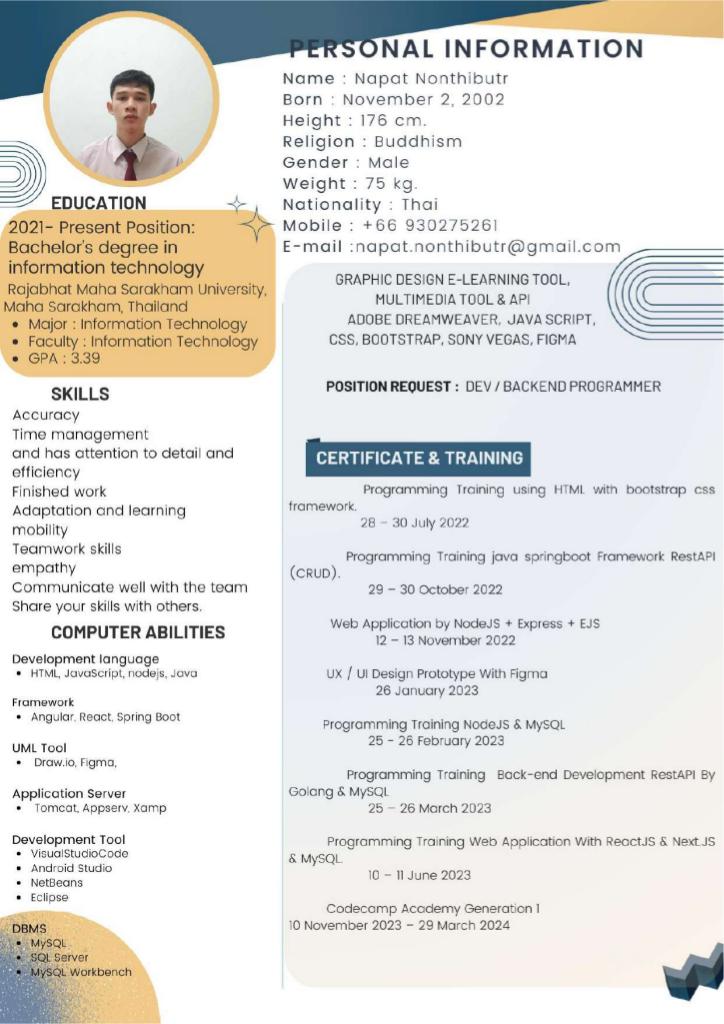 PERSONAL INFORMATION
Name : Napat Nonthibutr
Born : November 2, 2002
Height : 176 cm.
Religion : Buddhism
Gender : Male
Weight : 75 kg.
Nationality : Thai
Mobile : +66 930275261
E-mail :napat.nonthibutr@gmail.com
EDUCATION
2021- Present Position:
Bachelor's degree in
information technology
Rajabhat Maha Sarakham University,
Maha Sarakham, Thailand
• Major : Information Technology
• Faculty : Information Technology
• GPA : 3.39
SKILLS
Accuracy
Time management
and has attention to detail and
efficiency
Finished work
Adaptation and learning
mobility
Teamwork skills
empathy
Communicate well with the team
Share your skills with others.
COMPUTER ABILITIES
Development language
• HTML, JavaScript, nodejs, Java
Framework
• Angular, React, Spring Boot
UML Tool
• Draw.io, Figma,
Application Server
• Tomcat, Appserv, Xamp
Development Tool
• VisualStudioCode
• Android Studio
• NetBeans
• Eclipse
DBMS
• MySQL
• SQL Server
• MySQL Workbench
GRAPHIC DESIGN E-LEARNING TOOL,
MULTIMEDIA TOOL & API
ADOBE DREAMWEAVER, JAVA SCRIPT,
CSS, BOOTSTRAP, SONY VEGAS, FIGMA
POSITION REQUEST : DEV / BACKEND PROGRAMMER
CERTIFICATE & TRAINING
Programming Training using HTML with bootstrap css
framework.
28 – 30 July 2022
Programming Training java springboot Framework RestAPI
(CRUD).
29 – 30 October 2022
Web Application by NodeJS + Express + EJS
12 – 13 November 2022
UX / UI Design Prototype With Figma
26 January 2023
Programming Training NodeJS & MySQL
25 - 26 February 2023
Programming Training Back-end Development RestAPI By
Golang & MySQL
25 – 26 March 2023
Programming Training Web Application With ReactJS & Next.JS
& MySQL.
10 – 11 June 2023
Codecamp Academy Generation 1
10 November 2023 – 29 March 2024